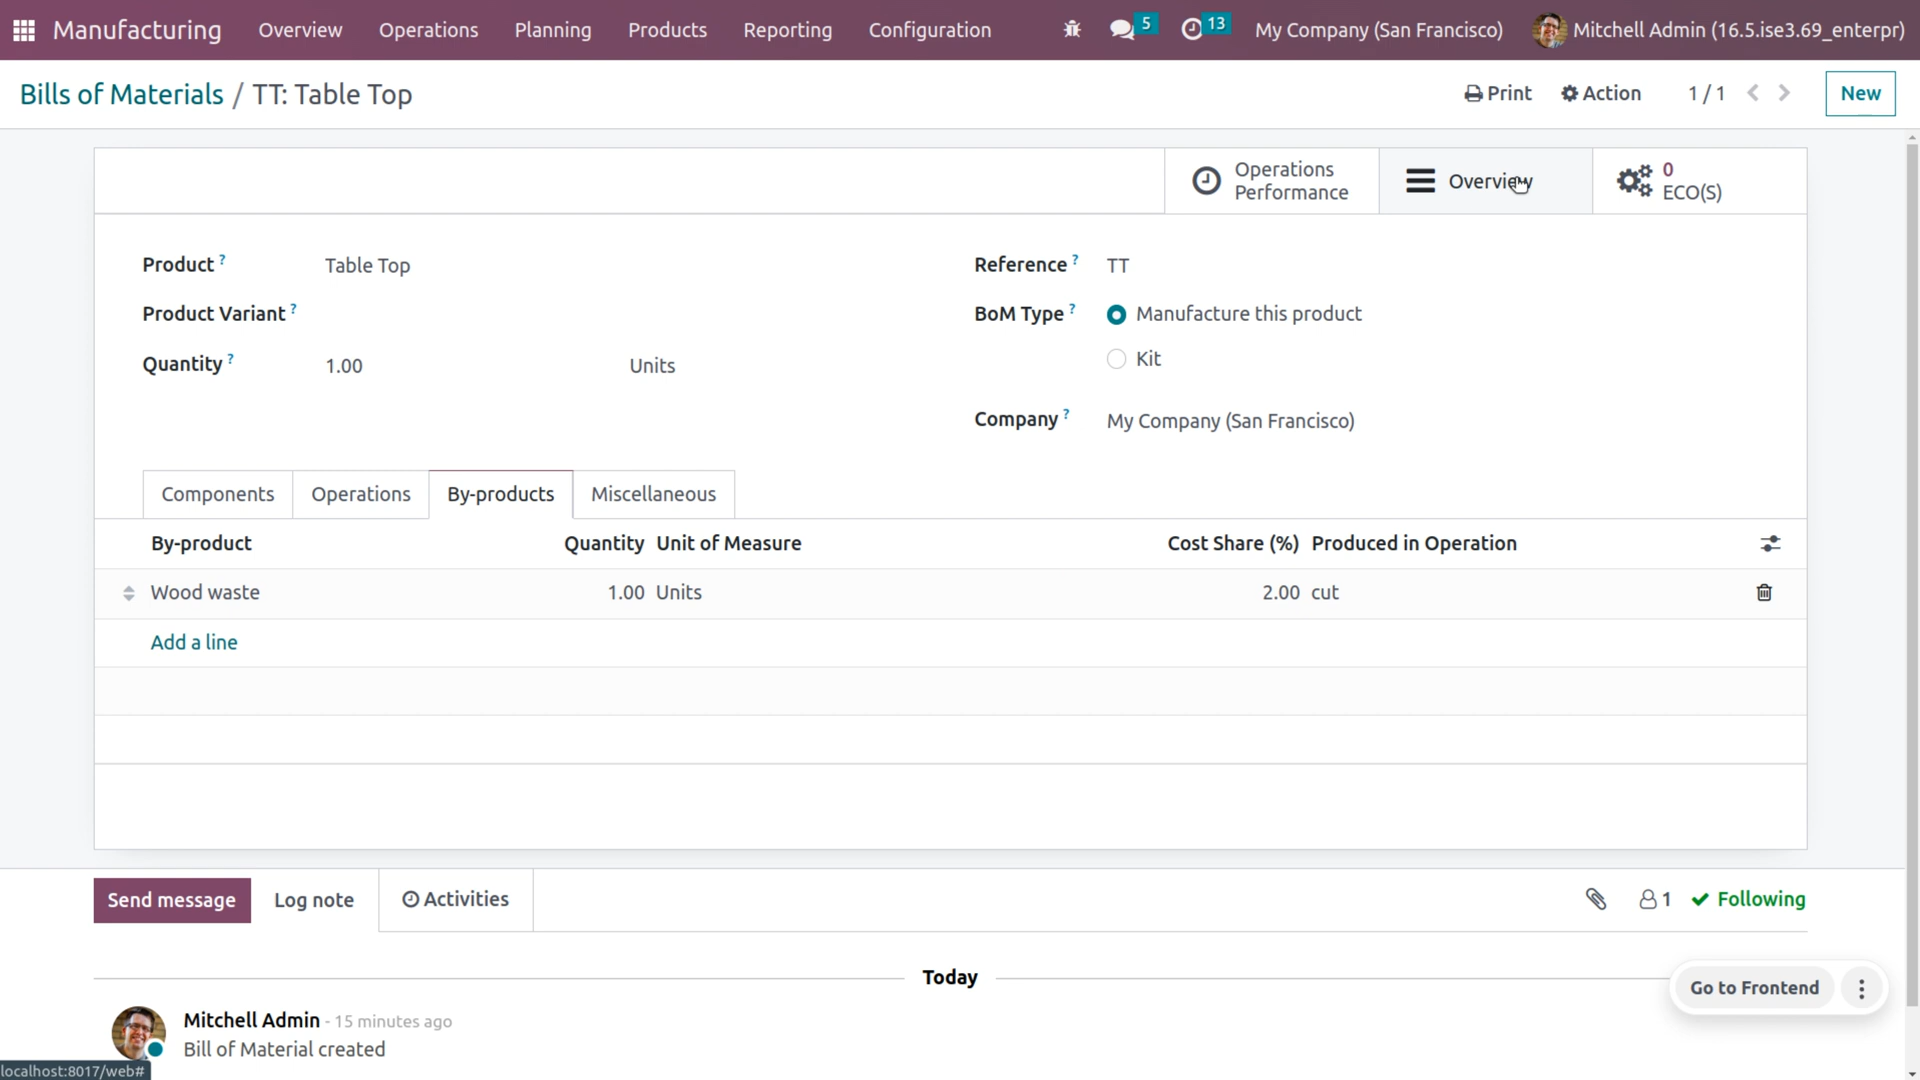 Manufacturing Overview Operations Planning Products Reporting Configuration 5 13 My Company (San Francisco) Mitchell Admin (16.5.ise3.69_enterpr)
Bills of Materials / TT: Table Top Print Action 1 / 1 New
Operations Performance Overview 0 ECO(S)
Product ? Table Top Reference ? TT
Product Variant ? BoM Type ? Manufacture this product
Quantity ? 1.00 Units Kit
Company ? My Company (San Francisco)
Components Operations By-products Miscellaneous
By-product Quantity Unit of Measure Cost Share (%) Produced in Operation
Wood waste 1.00 Units 2.00 cut
Add a line
Send message Log note Activities 1 Following
Today
Go to Frontend
Mitchell Admin - 15 minutes ago
Bill of Material created
localhost:8017/web#